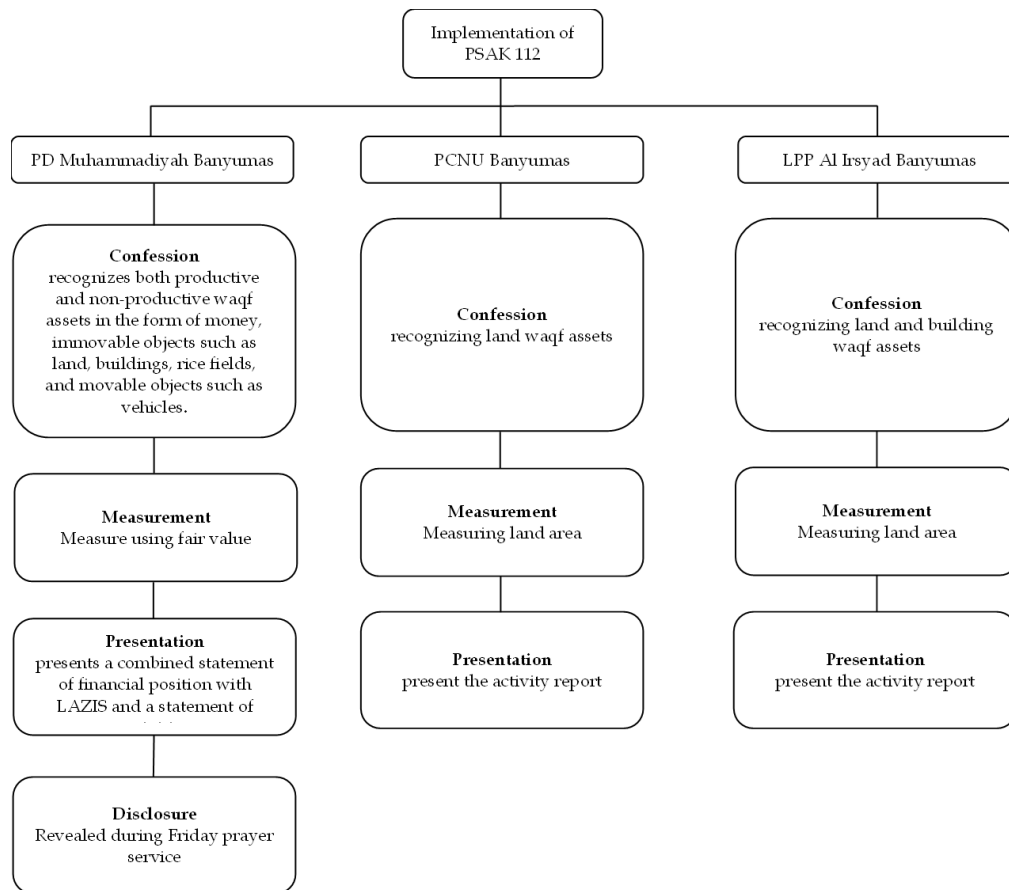 Implementation of
PSAK 112
PD Muhammadiyah Banyumas
PCNU Banyumas
LPP Al Irsyad Banyumas
Confession
recognizes both productive
and non-productive waqf
assets in the form of money,
immovable objects such as
land, buildings, rice fields,
and movable objects such as
vehicles.
Confession
recognizing land waqf assets
Confession
recognizing land and building
waqf assets
Measurement
Measure using fair value
Measurement
Measuring land area
Measurement
Measuring land area
Presentation
presents a combined statement
of financial position with
LAZIS and a statement of
Presentation
present the activity report
Presentation
present the activity report
Disclosure
Revealed during Friday prayer
service